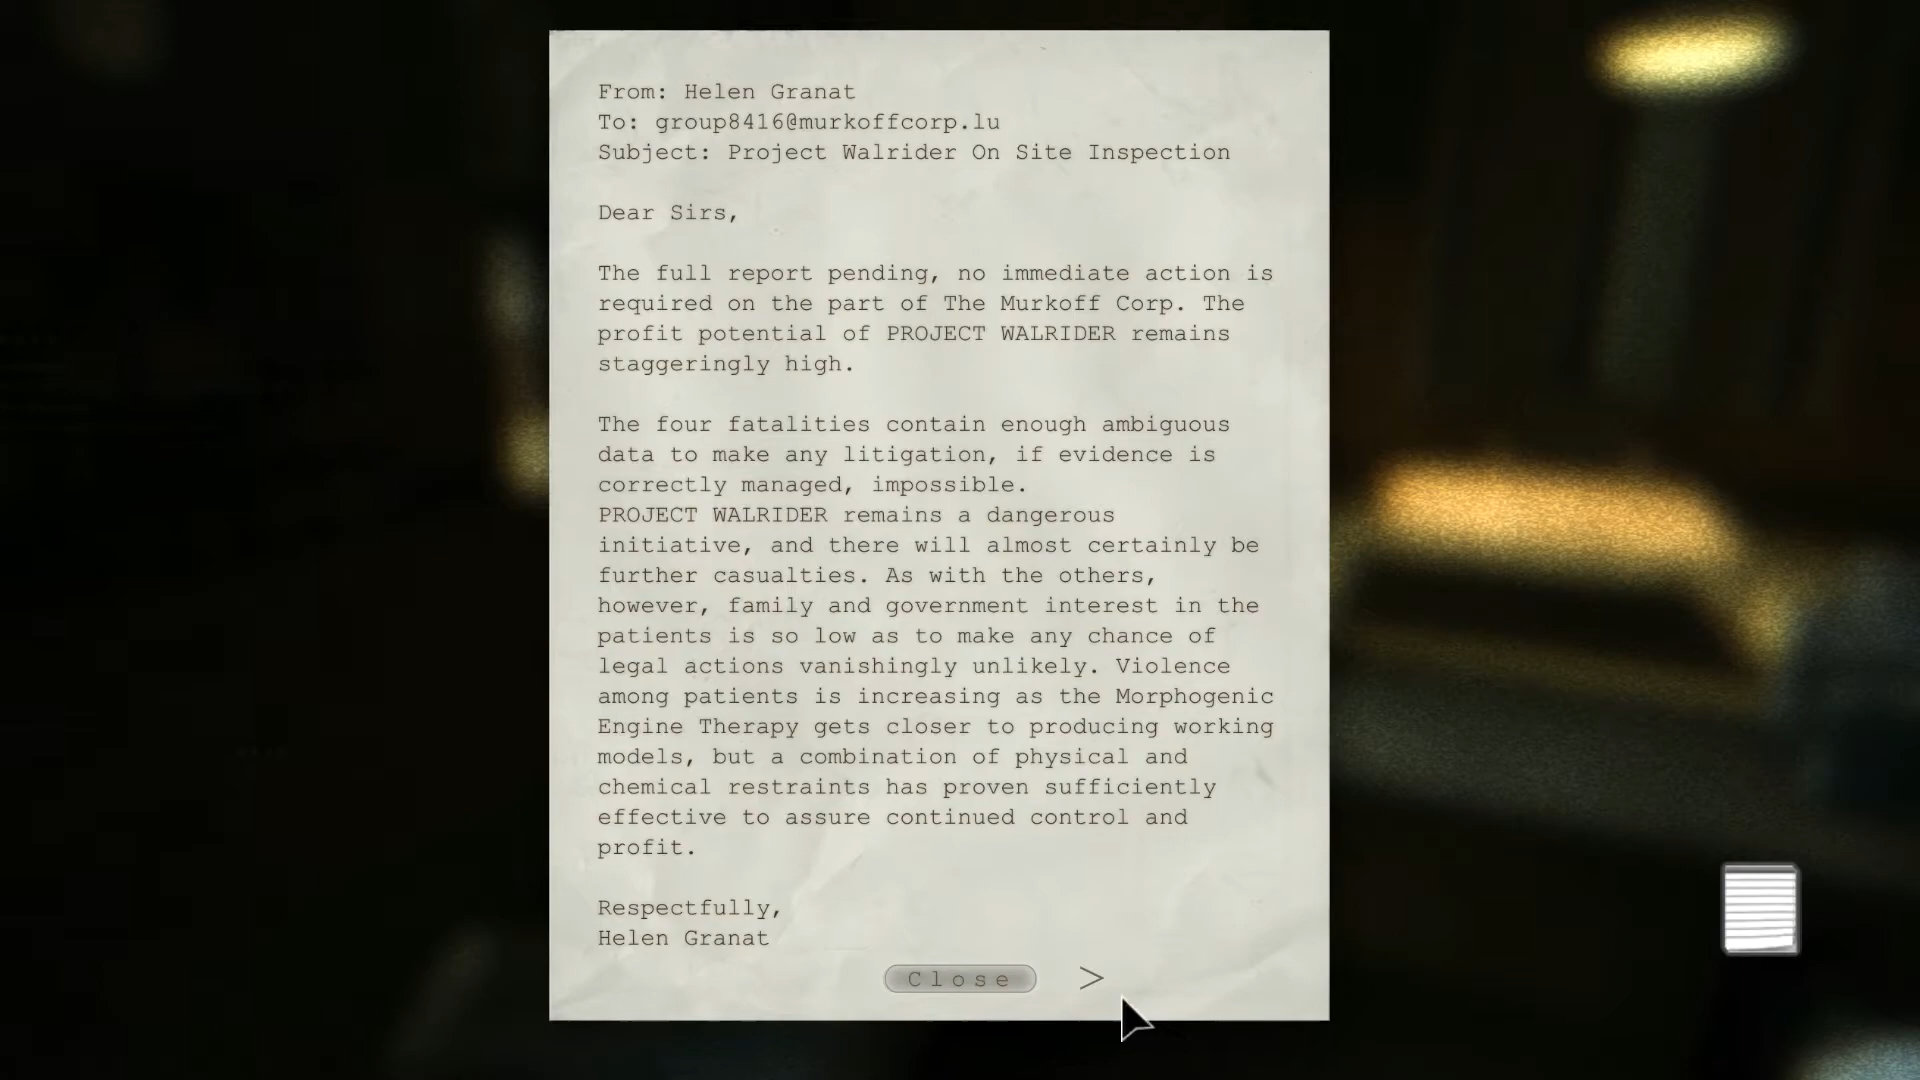 From: Helen Granat
To: group8416@murkoffcorp.lu
Subject: Project Walrider On Site Inspection
Dear Sirs,
The full report pending, no immediate action is
required on the part of The Murkoff Corp. The
profit potential of PROJECT WALRIDER remains
staggeringly high.
The four fatalities contain enough ambiguous
data to make any litigation, if evidence is
correctly managed, impossible.
PROJECT WALRIDER remains a dangerous
initiative, and there will almost certainly be
further casualties. As with the others,
however, family and government interest in the
patients is so low as to make any chance of
legal actions vanishingly unlikely. Violence
among patients is increasing as the Morphogenic
Engine Therapy gets closer to producing working
models, but a combination of physical and
chemical restraints has proven sufficiently
effective to assure continued control and
profit.
Respectfully,
Helen Granat
Close >